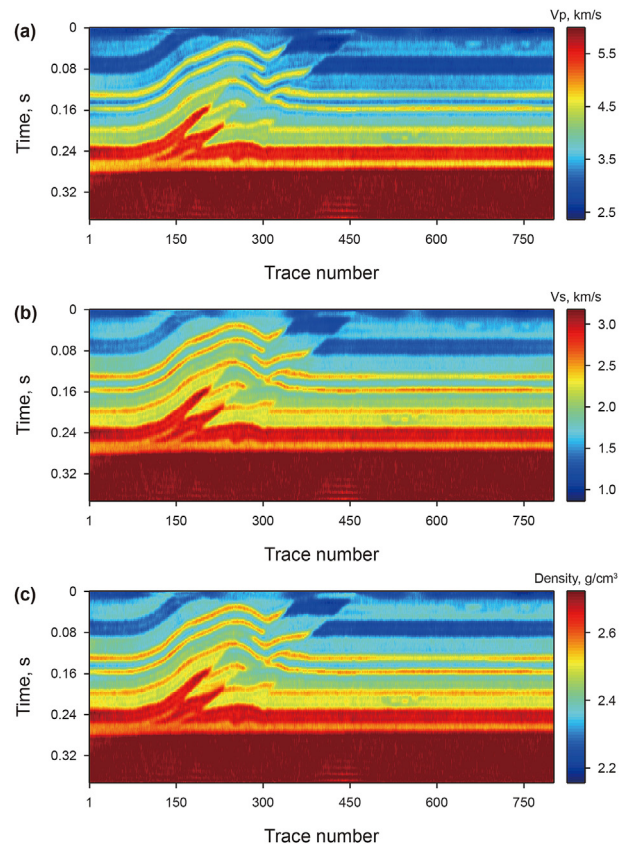 (a)
Vp, km/s
0
0.08
0.16
0.24
0.32
Time, s
1 150 300 450 600 750
Trace number
5.5
4.5
3.5
2.5
(b)
Vs, km/s
0
0.08
0.16
0.24
0.32
Time, s
1 150 300 450 600 750
Trace number
3.0
2.5
2.0
1.5
1.0
(c)
Density, g/cm³
0
0.08
0.16
0.24
0.32
Time, s
1 150 300 450 600 750
Trace number
2.6
2.4
2.2